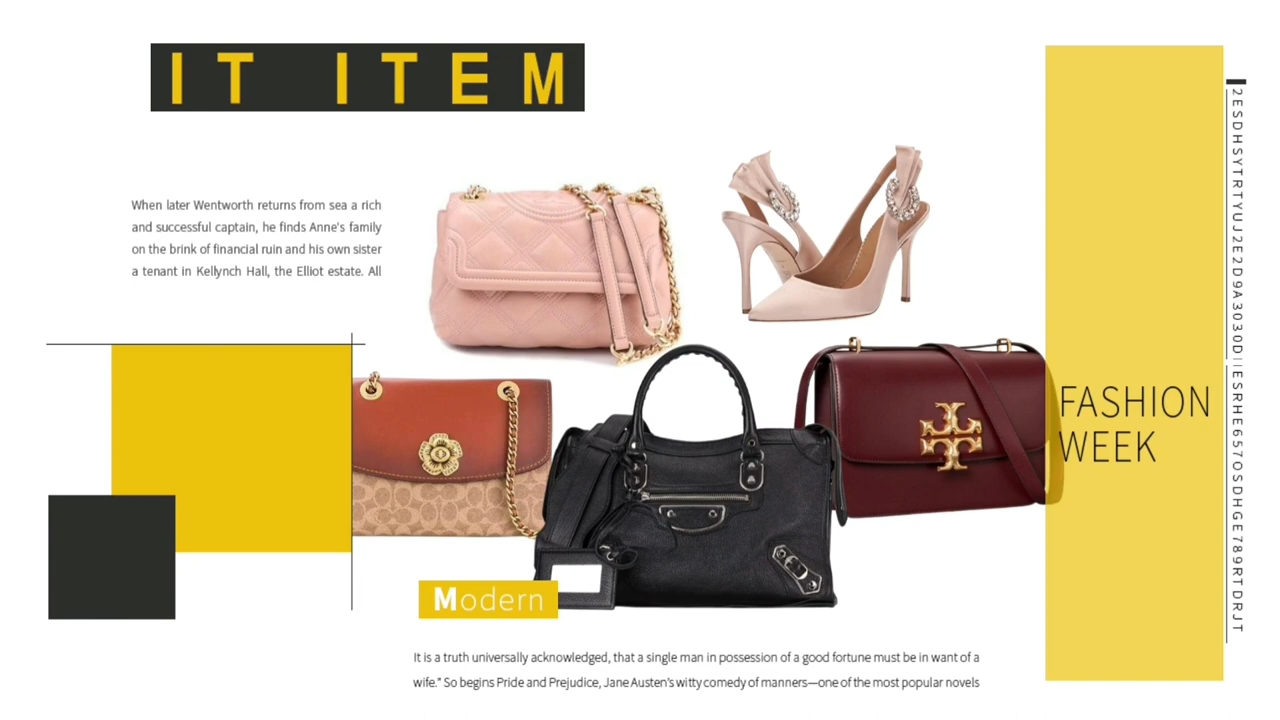 IT ITEM
When later Wentworth returns from sea a rich
and successful captain, he finds Anne's family
on the brink of financial ruin and his own sister
a tenant in Kellynch Hall, the Elliot estate. All
FASHION
WEEK
Modern
It is a truth universally acknowledged, that a single man in possession of a good fortune must be in want of a
wife." So begins Pride and Prejudice, Jane Austen's witty comedy of manners—one of the most popular novels
2ESDHSYTRTYUJ2E2D9A3030DIIESRHE657OSDHGE789RTDRJT